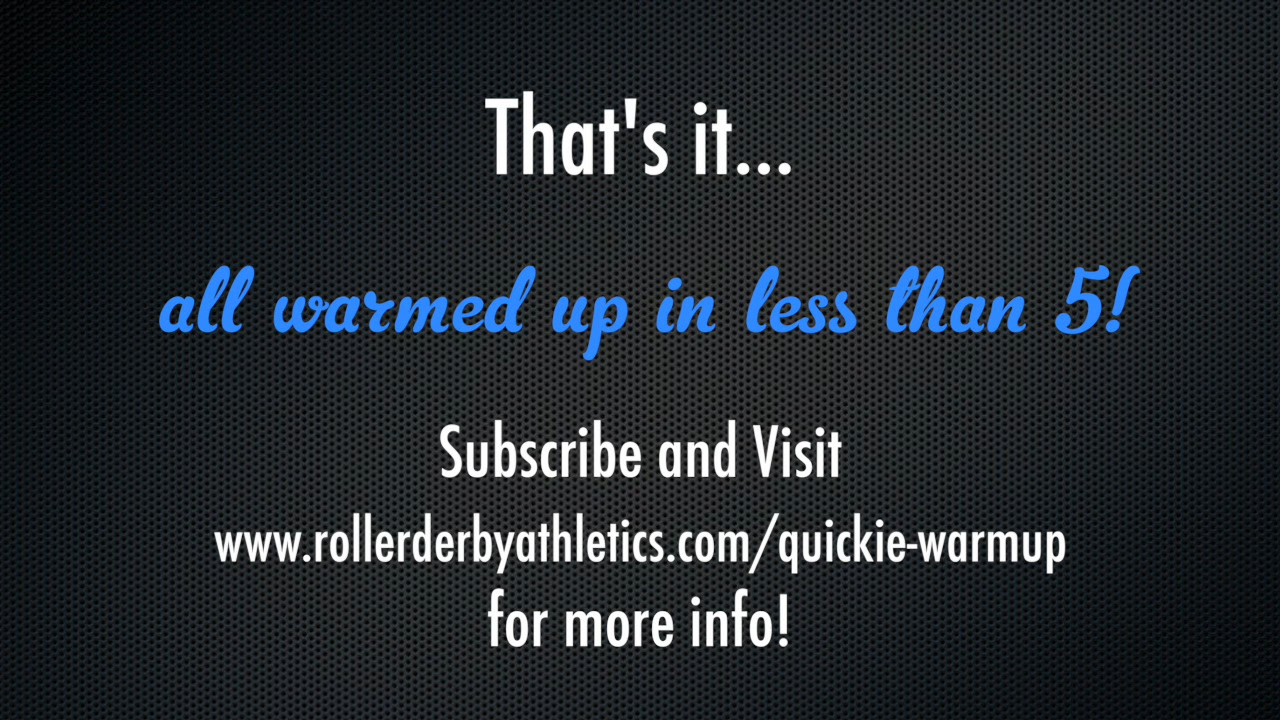 That's it...
all warmed up in less than 5!
Subscribe and Visit
www.rollerderbyathletics.com/quickie-warmup
for more info!